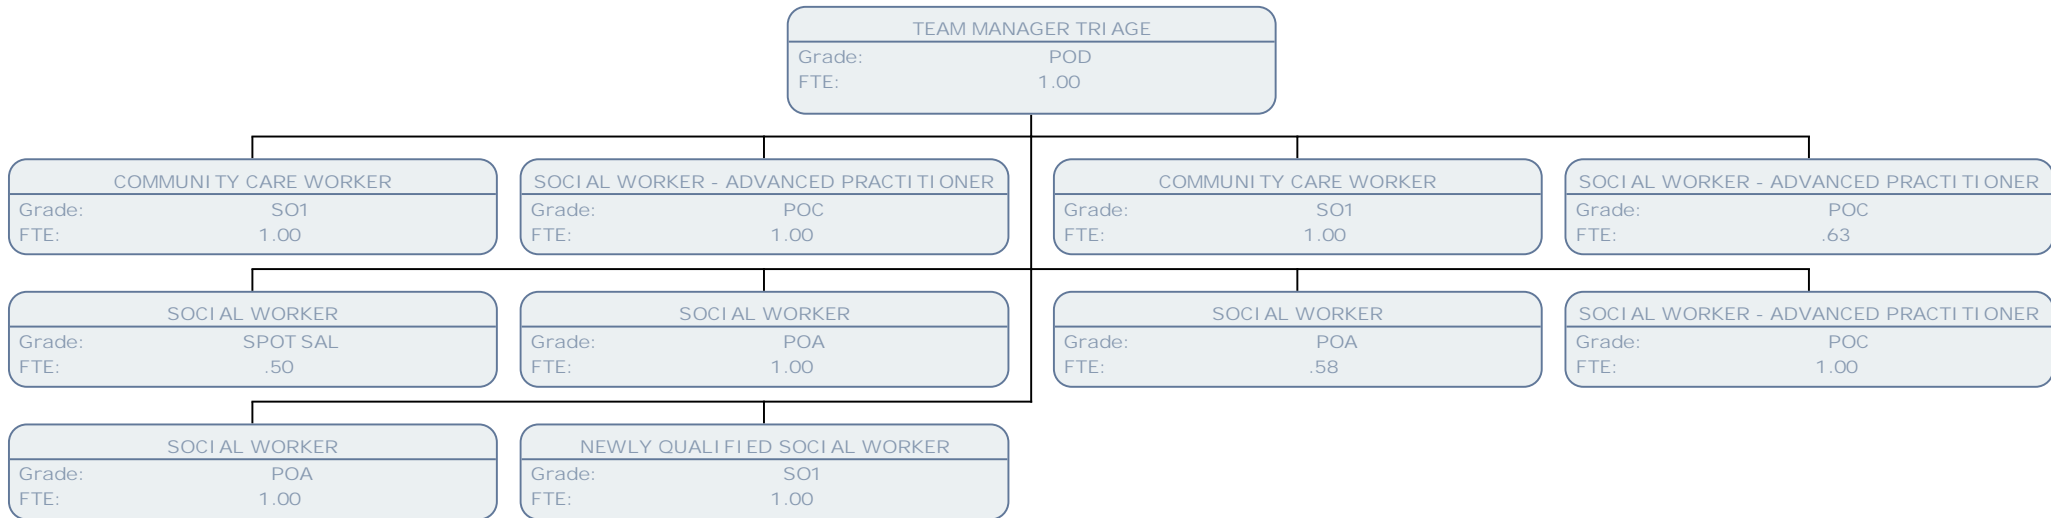 TEAM MANAGER TRIAGE
Grade: POD
FTE: 1.00
COMMUNITY CARE WORKER
Grade: SO1
FTE: 1.00
SOCIAL WORKER - ADVANCED PRACTITIONER
Grade: POC
FTE: 1.00
COMMUNITY CARE WORKER
Grade: SO1
FTE: 1.00
SOCIAL WORKER - ADVANCED PRACTITIONER
Grade: POC
FTE: .63
SOCIAL WORKER
Grade: SPOT SAL
FTE: .50
SOCIAL WORKER
Grade: POA
FTE: 1.00
SOCIAL WORKER
Grade: POA
FTE: .58
SOCIAL WORKER - ADVANCED PRACTITIONER
Grade: POC
FTE: 1.00
SOCIAL WORKER
Grade: POA
FTE: 1.00
NEWLY QUALIFIED SOCIAL WORKER
Grade: SO1
FTE: 1.00